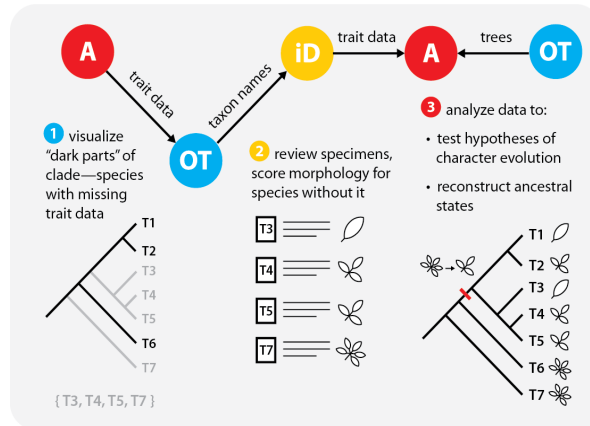 A
trait data
OT
taxon names
iD
trait data
A
trees
OT
1 visualize
“dark parts” of
clade—species
with missing
trait data
T1
T2
T3
T4
T5
T6
T7
{ T3, T4, T5, T7 }
2 review specimens,
score morphology for
species without it
T3
T4
T5
T7
3 analyze data to:
• test hypotheses of
character evolution
• reconstruct ancestral
states
T1
T2
T3
T4
T5
T6
T7